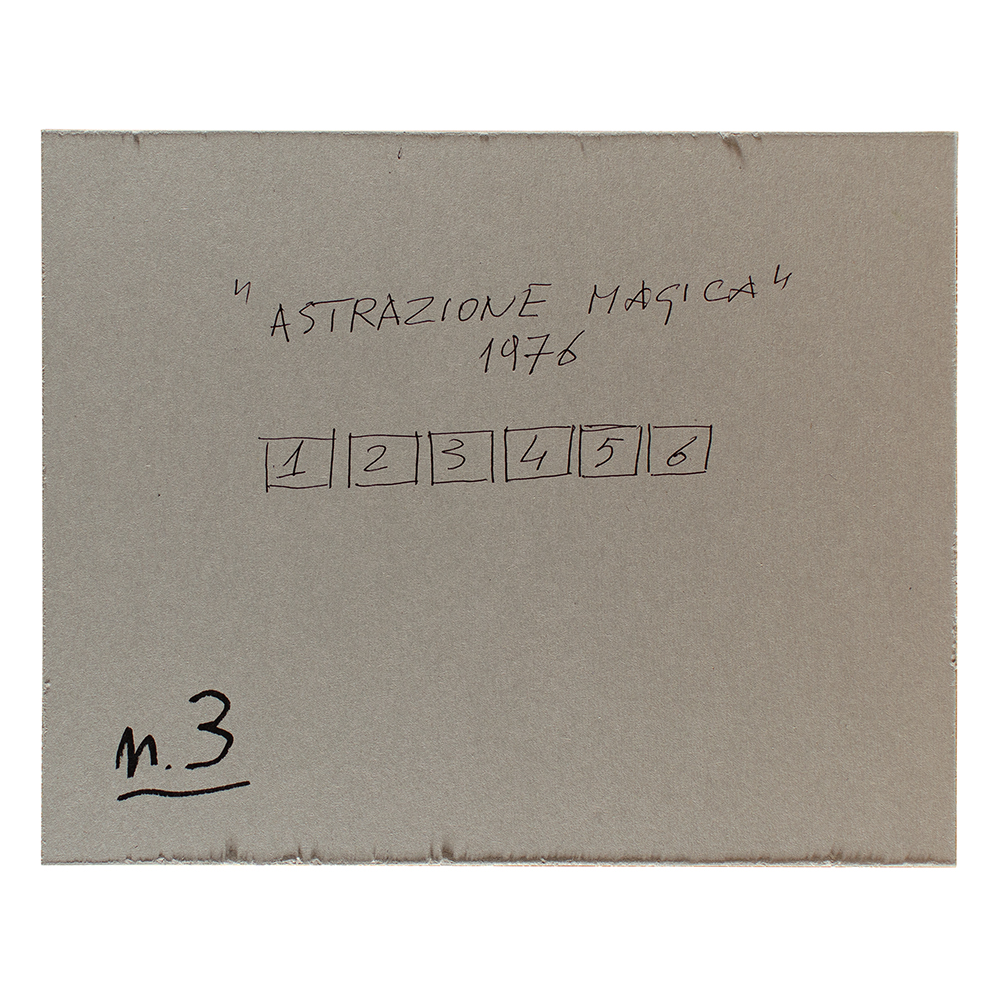 "ASTRAZIONE MAGICA"
1976
1 2 3 4 5 6
n.3